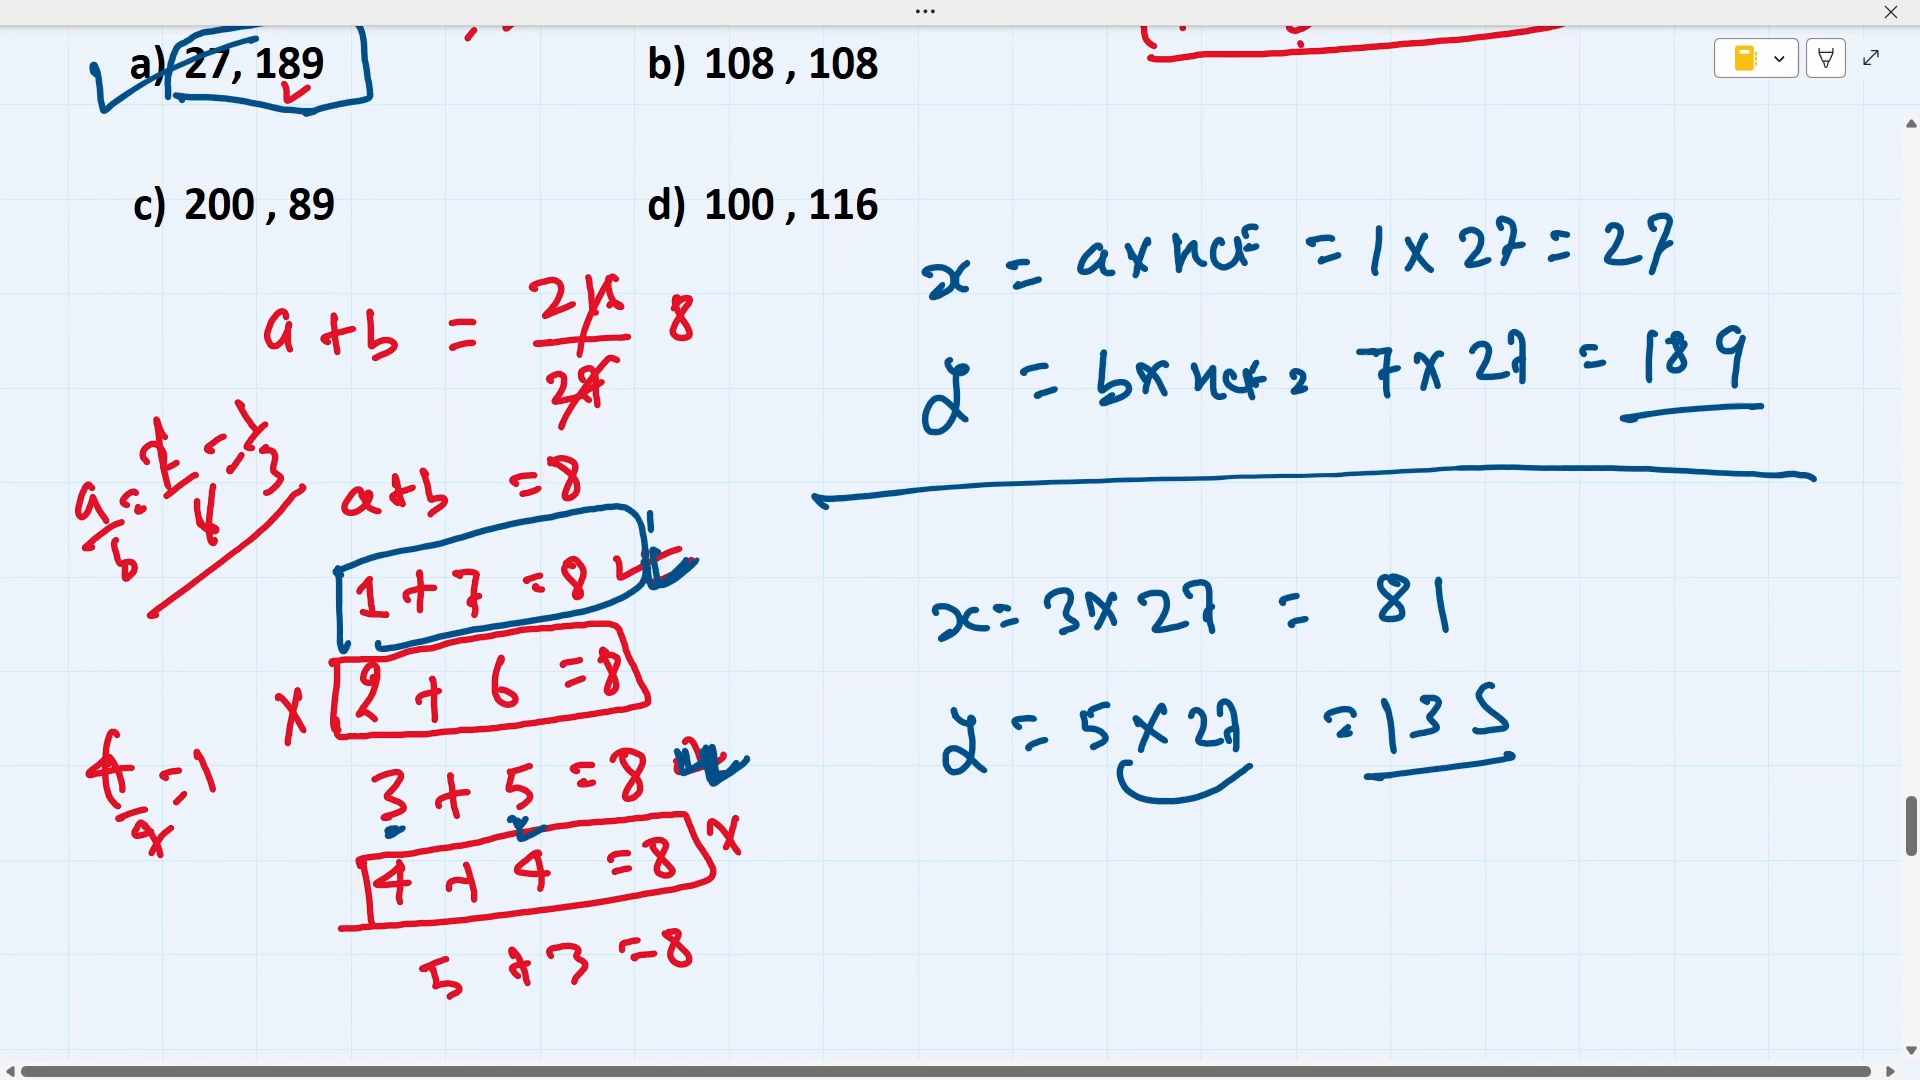 a) 27, 189
b) 108 , 108
c) 200 , 89
d) 100 , 116
x = a x HCF = 1 x 27 = 27
y = b x HCF = 7 x 27 = 189
a + b = 8
a + b = 8
1 + 7 = 8
2 + 6 = 8
3 + 5 = 8
4 + 4 = 8
5 + 3 = 8
x = 3 x 27 = 81
y = 5 x 27 = 135